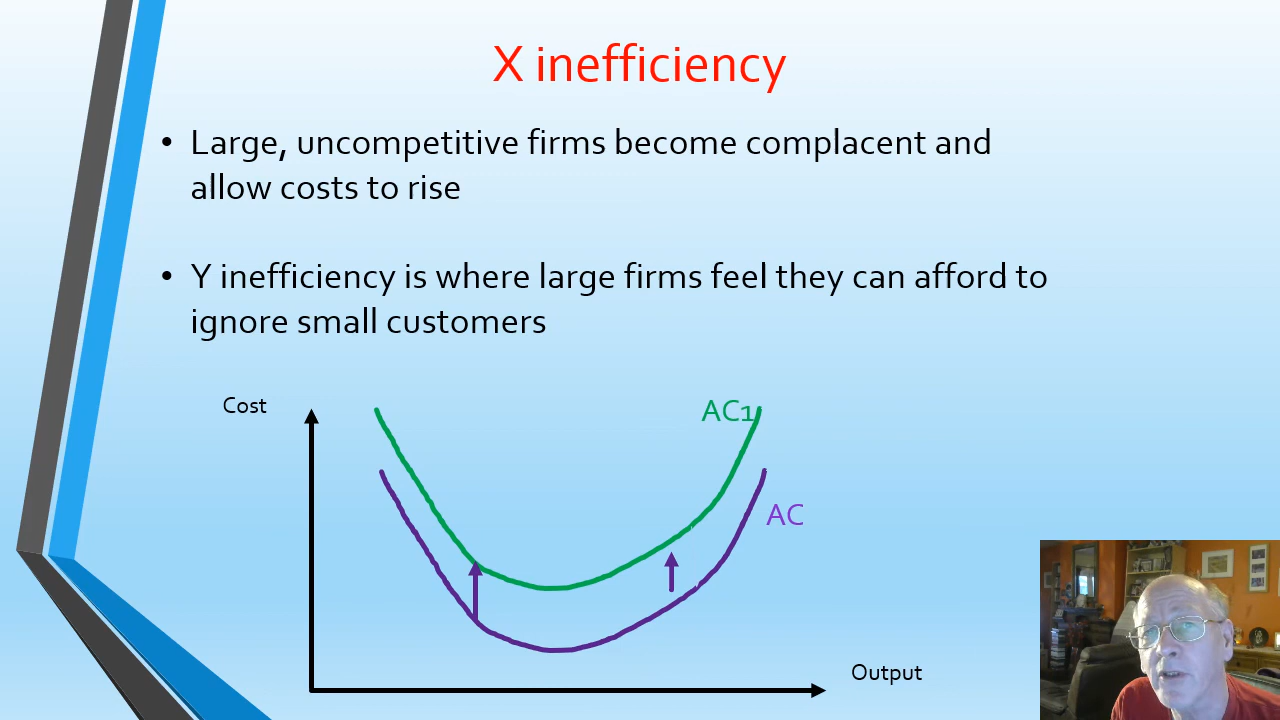 X inefficiency
• Large, uncompetitive firms become complacent and
allow costs to rise
• Y inefficiency is where large firms feel they can afford to
ignore small customers
Cost
AC1
AC
Output